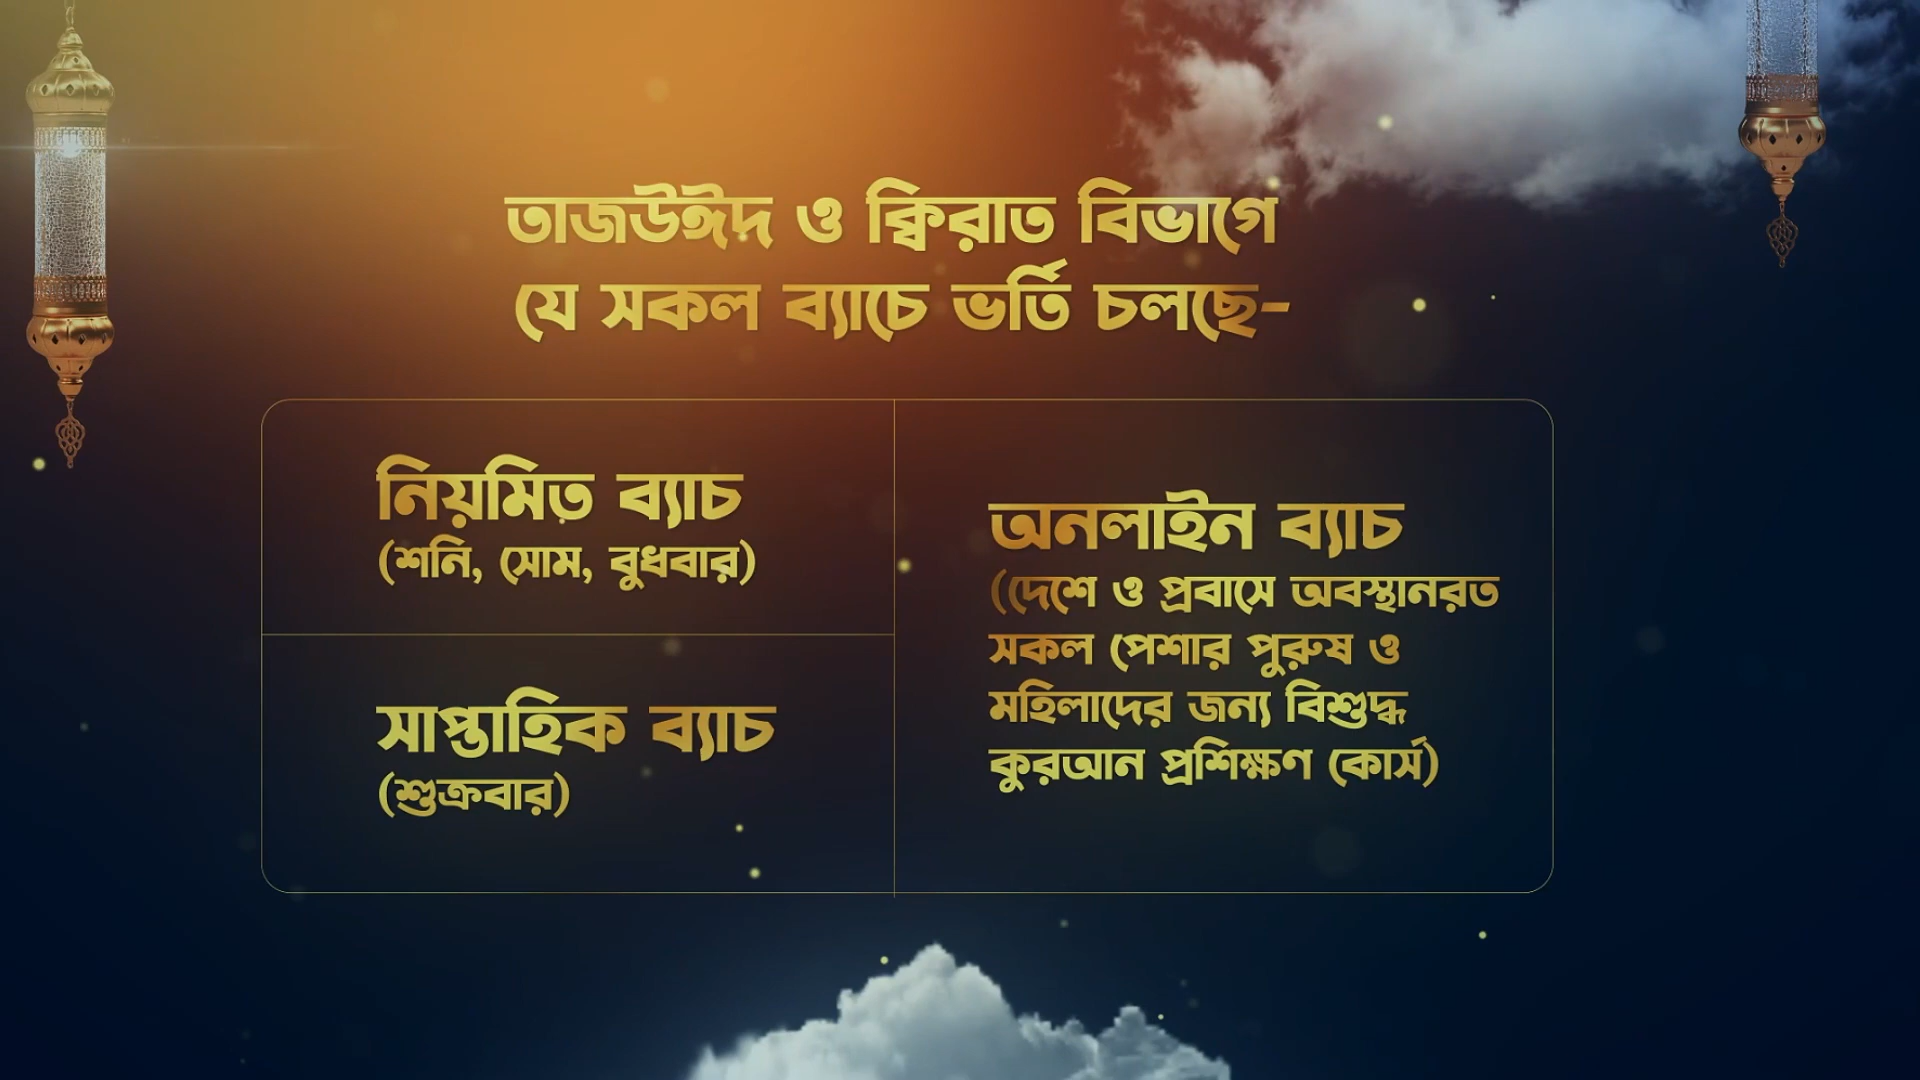 তাজউঈদ ও ক্বিরাত বিভাগে
যে সকল ব্যাচে ভর্তি চলছে-
নিয়মিত ব্যাচ
(শনি, সোম, বুধবার)
সাপ্তাহিক ব্যাচ
(শুক্রবার)
অনলাইন ব্যাচ
(দেশে ও প্রবাসে অবস্থানরত
সকল পেশার পুরুষ ও
মহিলাদের জন্য বিশুদ্ধ
কুরআন প্রশিক্ষণ কোর্স)